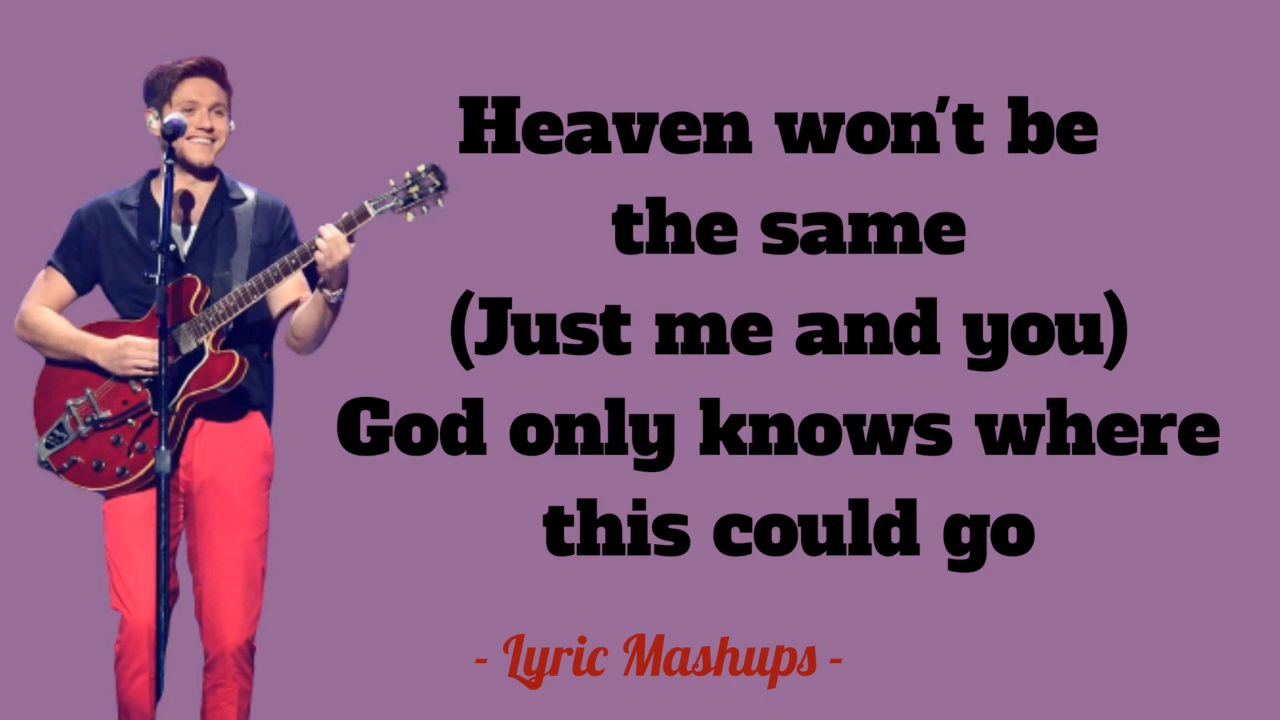 Heaven won't be
the same
(Just me and you)
God only knows where
this could go
- Lyric Mashups -